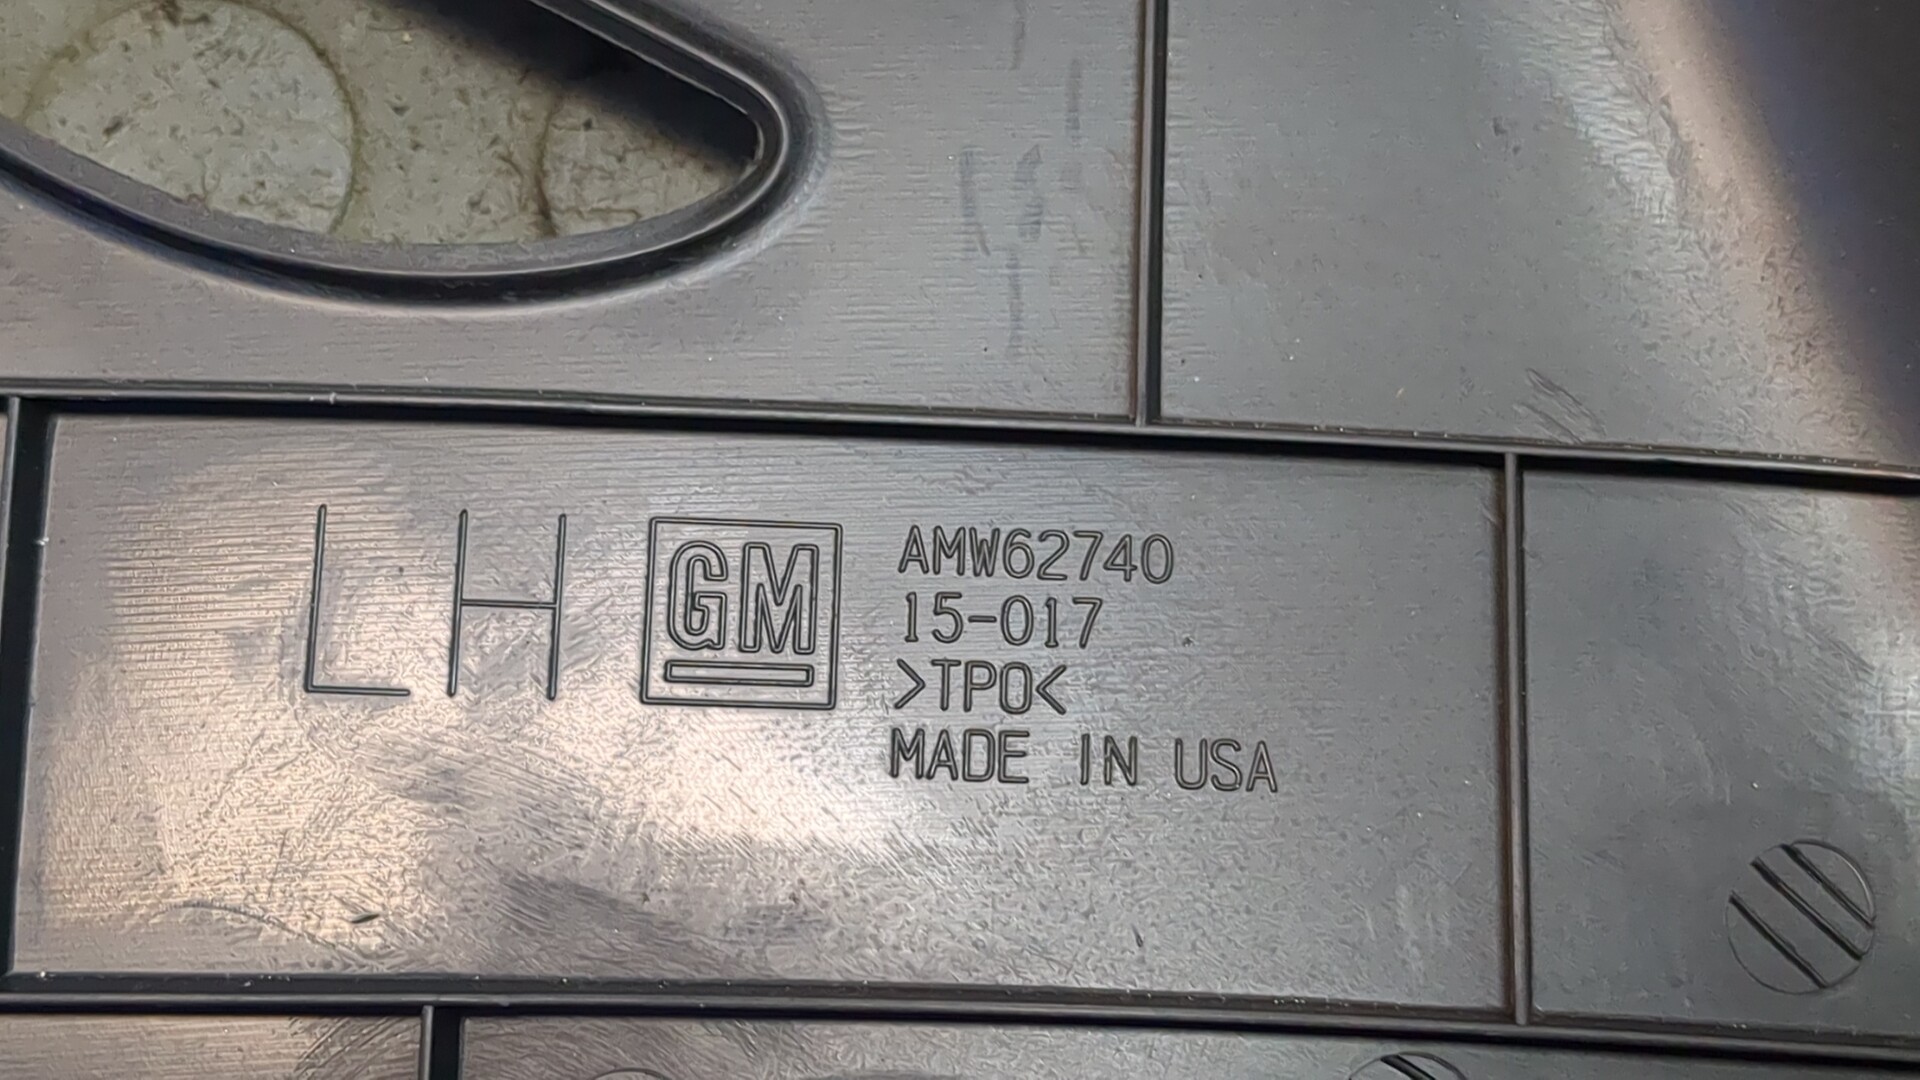 LH
GM
AMW62740
15-017
>TPO<
MADE IN USA